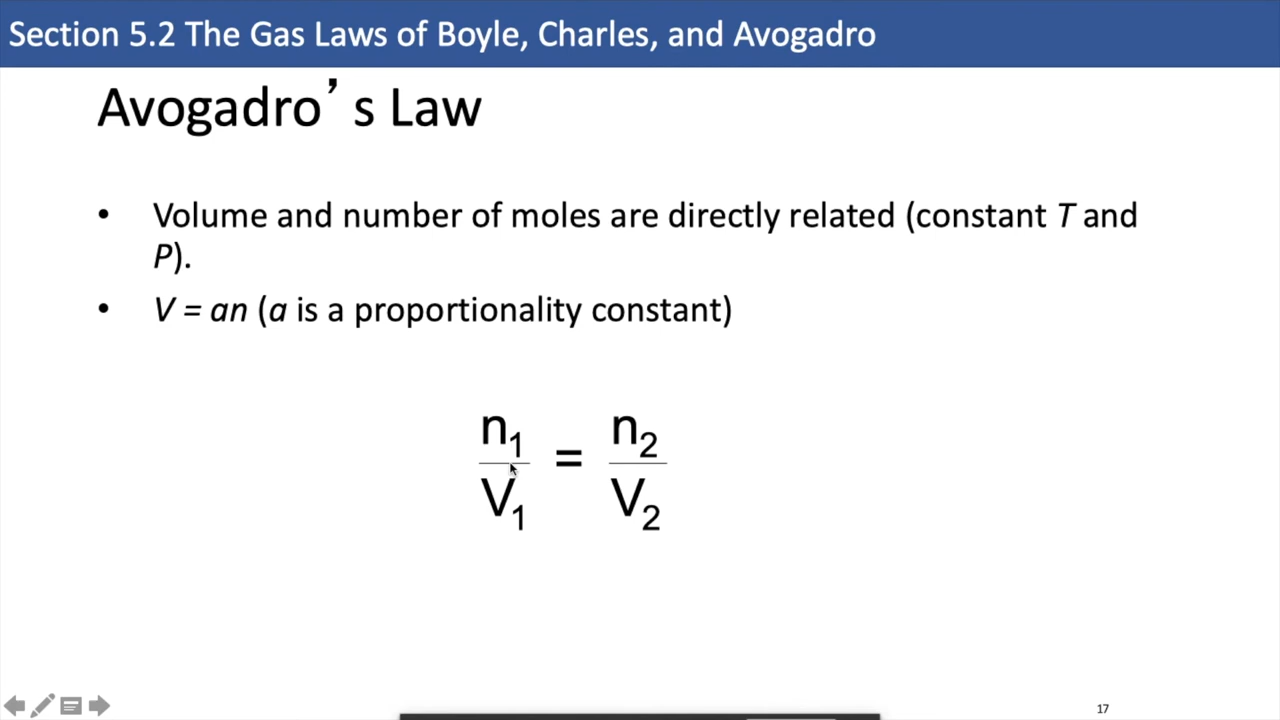 Section 5.2 The Gas Laws of Boyle, Charles, and Avogadro
Avogadro’s Law
• Volume and number of moles are directly related (constant T and
P).
• V = an (a is a proportionality constant)
n₁ = n₂
V₁ V₂
17